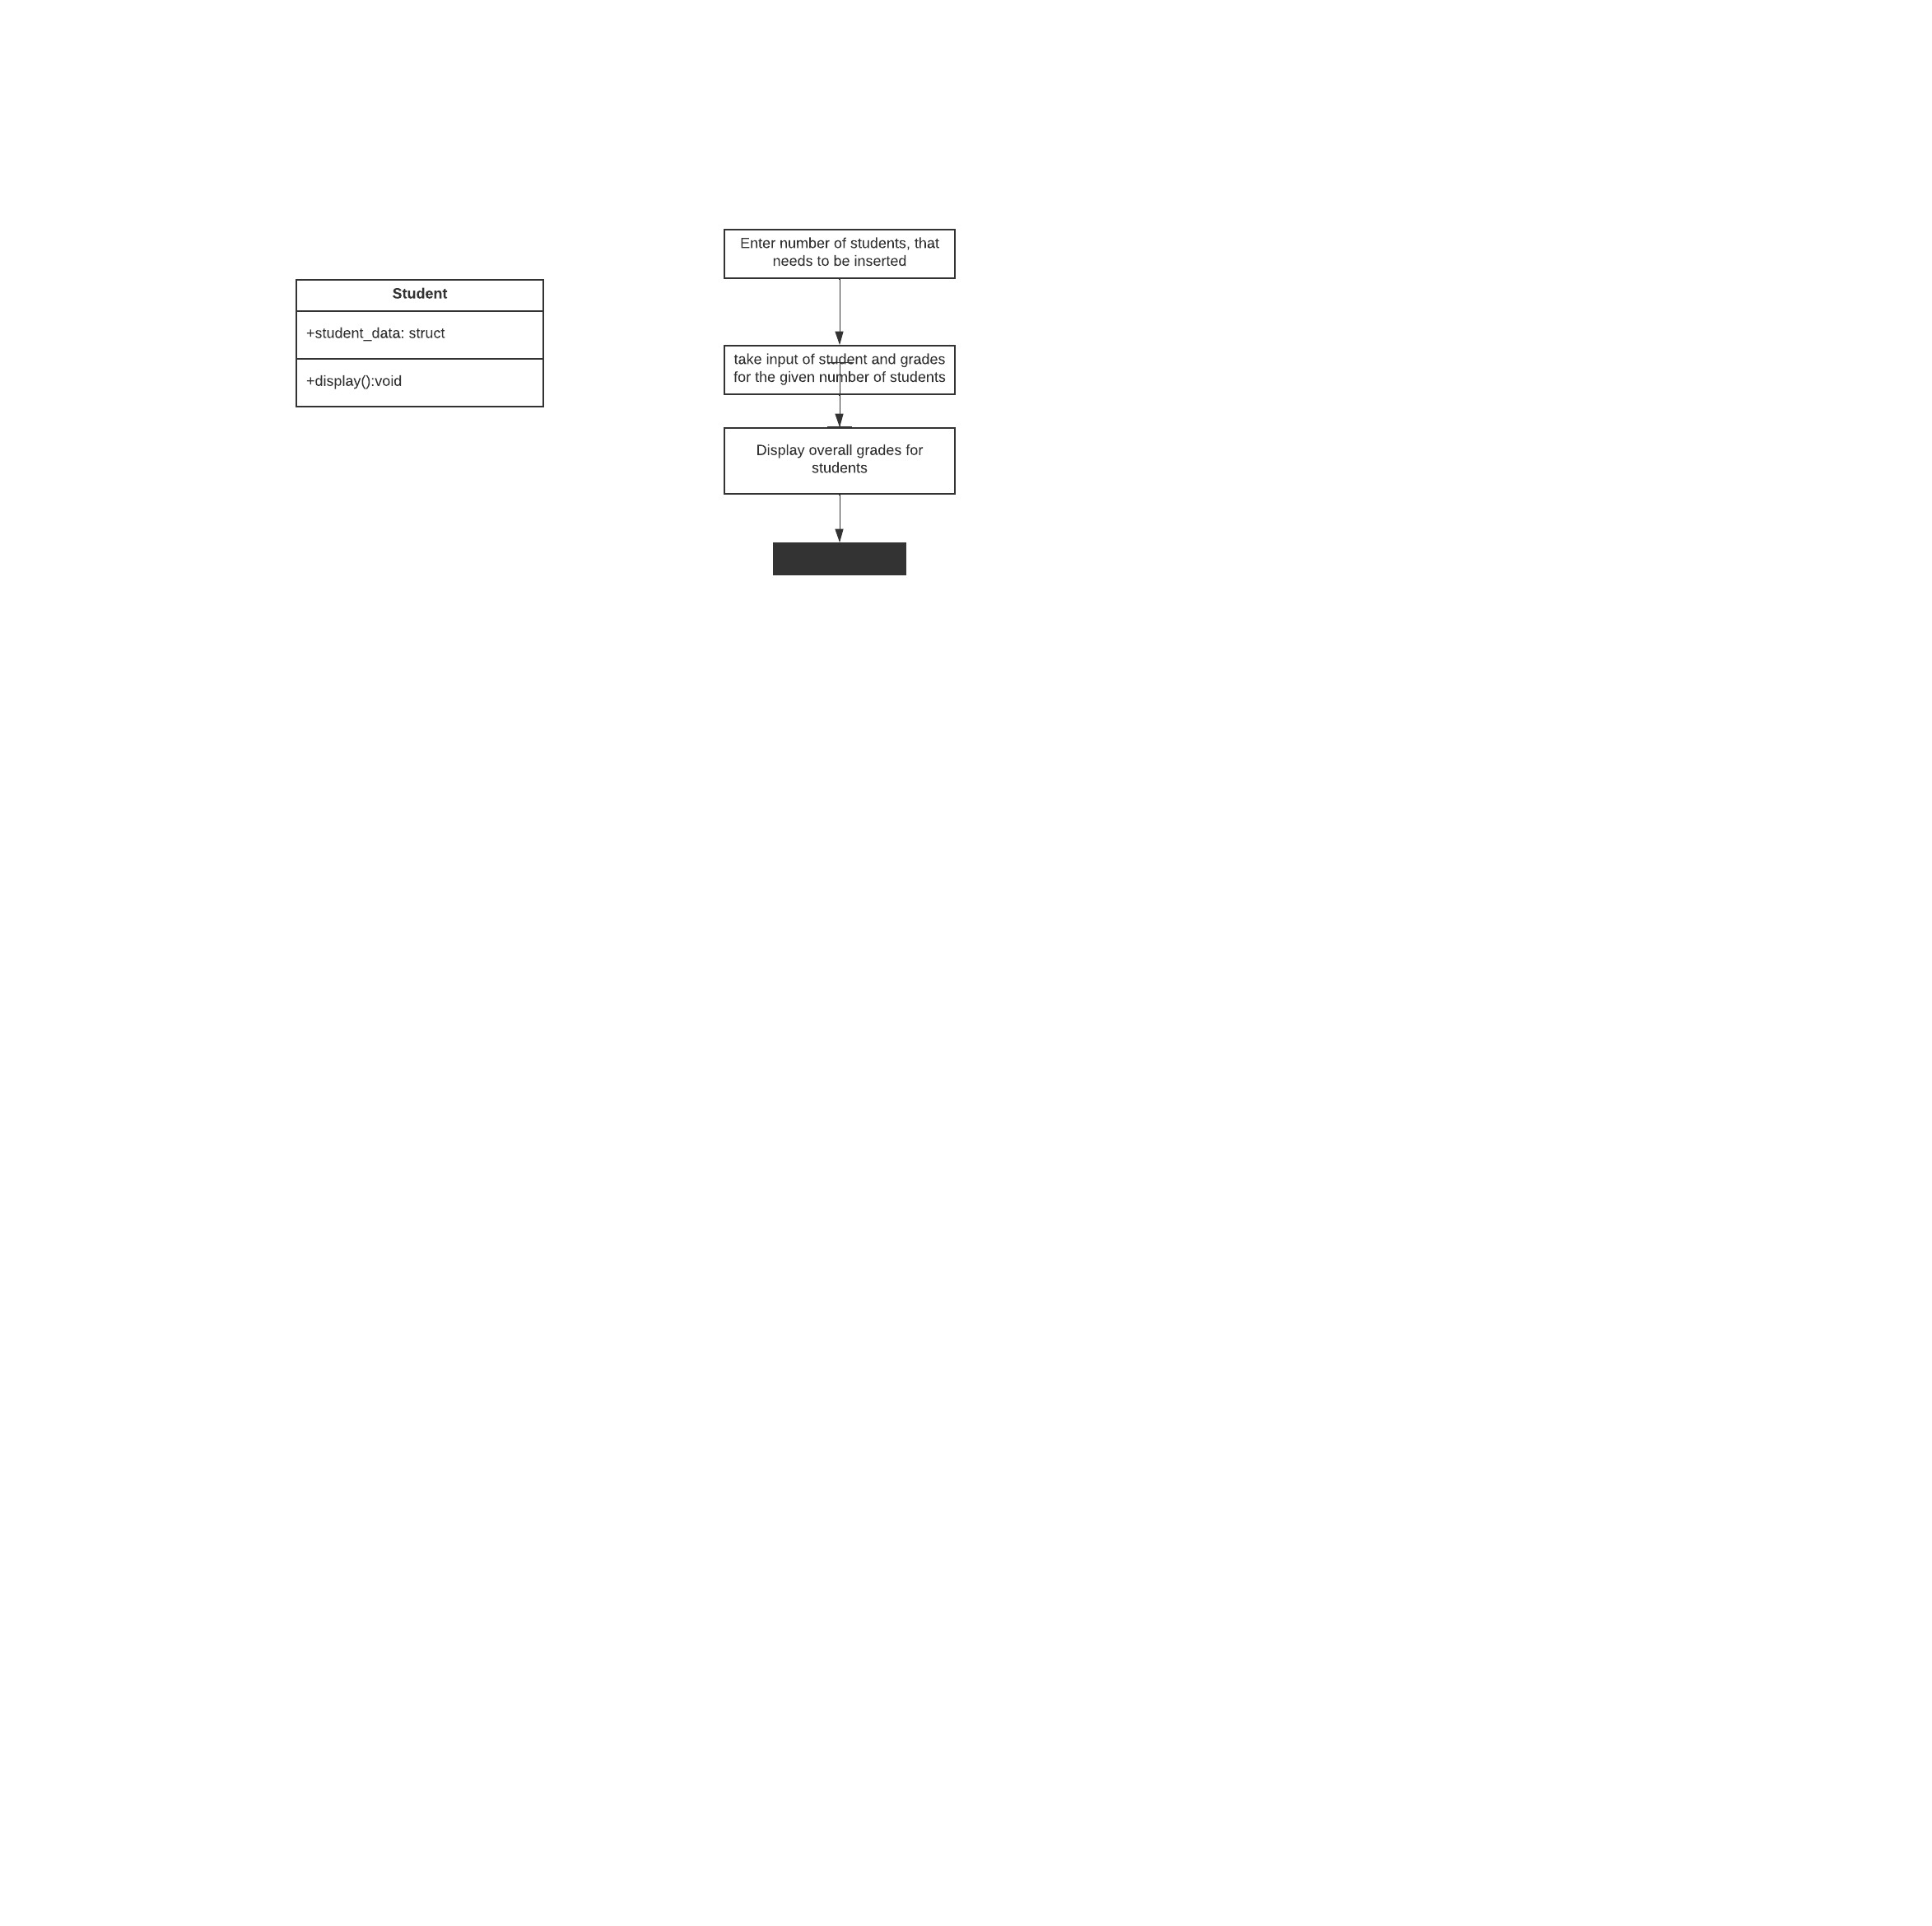 Student
+student_data: struct
+display():void
Enter number of students, that
needs to be inserted
take input of student and grades
for the given number of students
Display overall grades for
students